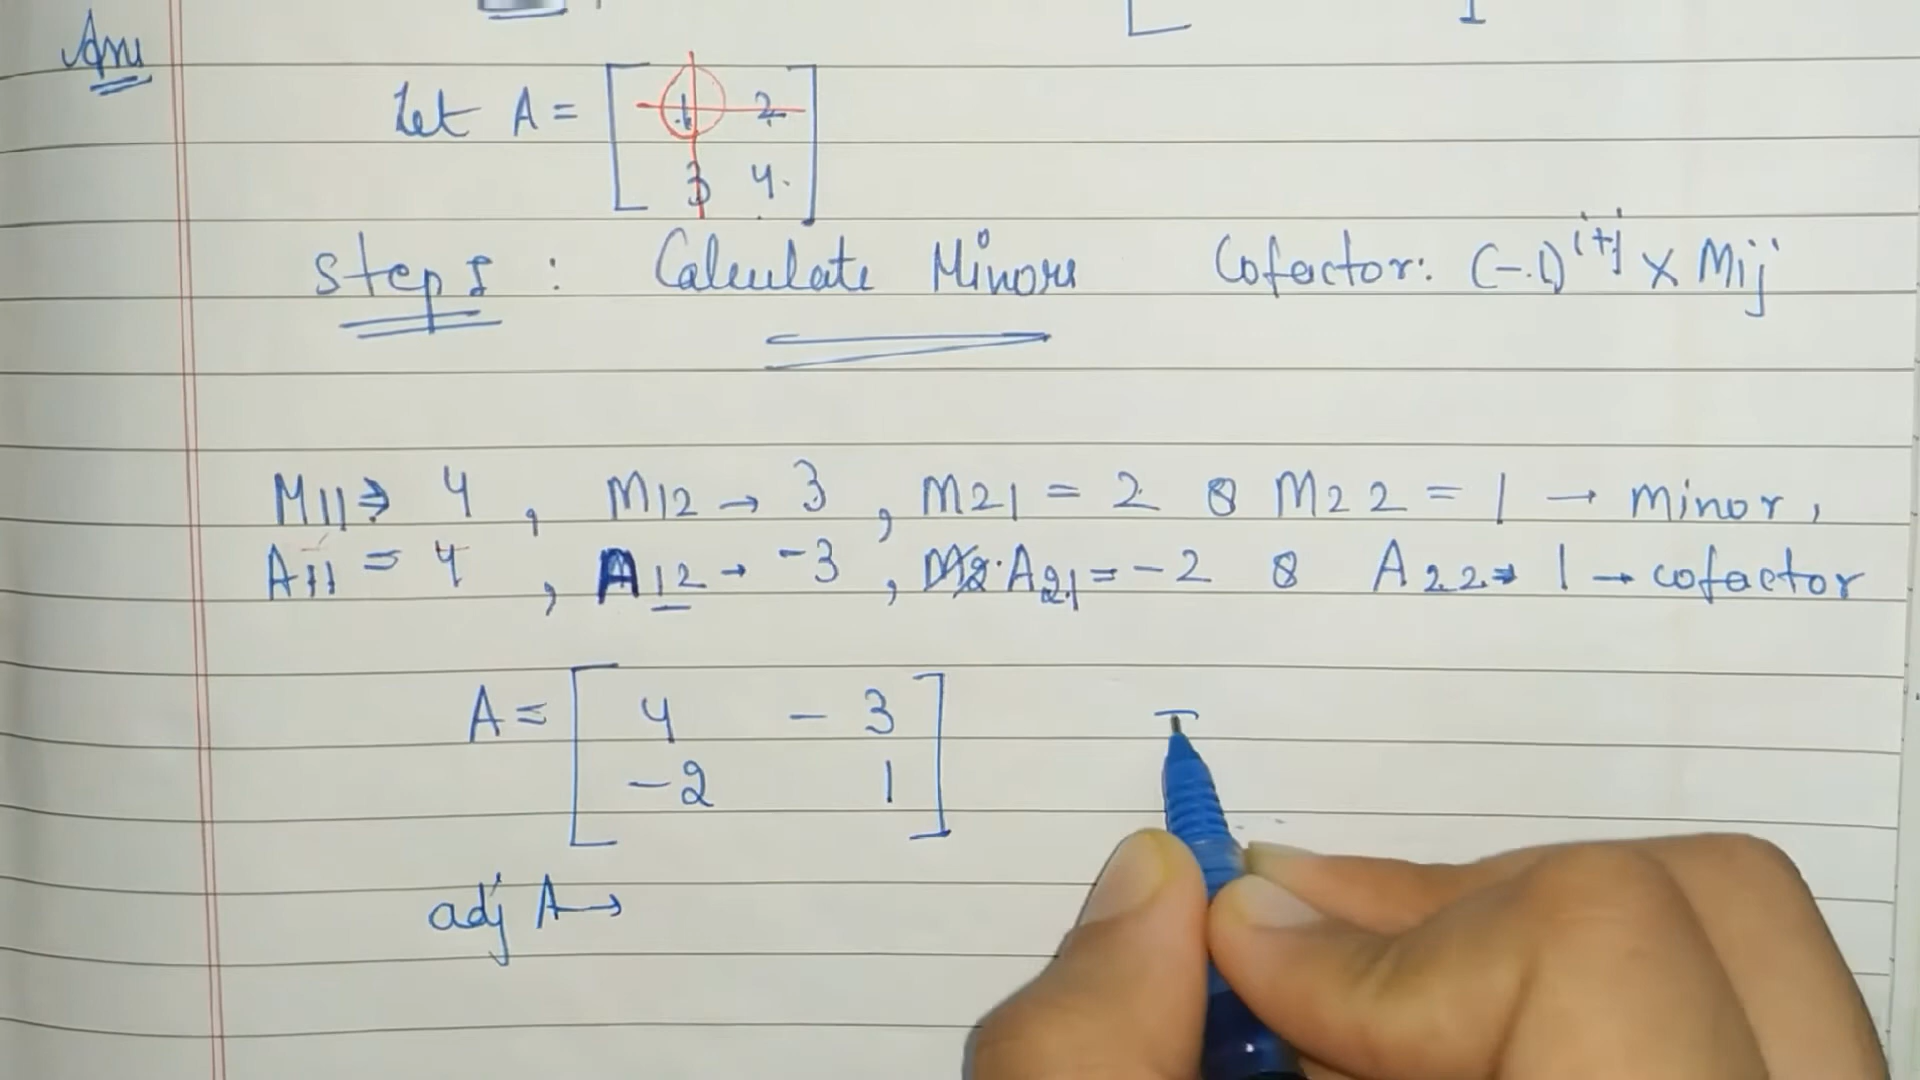 Ans
Let A = [ 1 2
3 4 ]
Steps : Calculate Minors Cofactor: (-1)^i+j × Mij
M11 → 4 , M12 → 3 , M21 = 2 & M22 = 1 → minor,
A11 = 4 , A12 → -3 , A21 = -2 & A22 → 1 → cofactor
A = [ 4 -3
-2 1 ]
adj A →